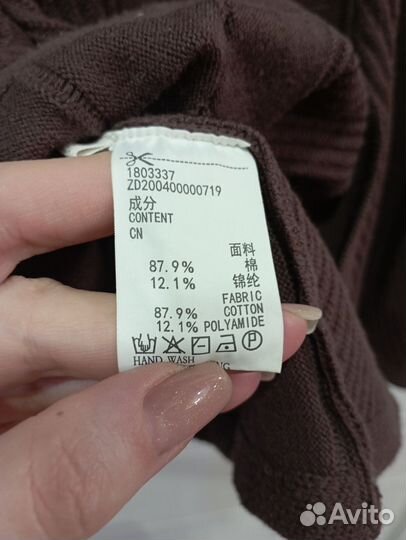 1803337
ZD200400000719
成分
CONTENT
CN
面料
87.9% 棉
12.1% 锦纶
FABRIC
87.9% COTTON
12.1% POLYAMIDE
P
HAND WASH
Avito